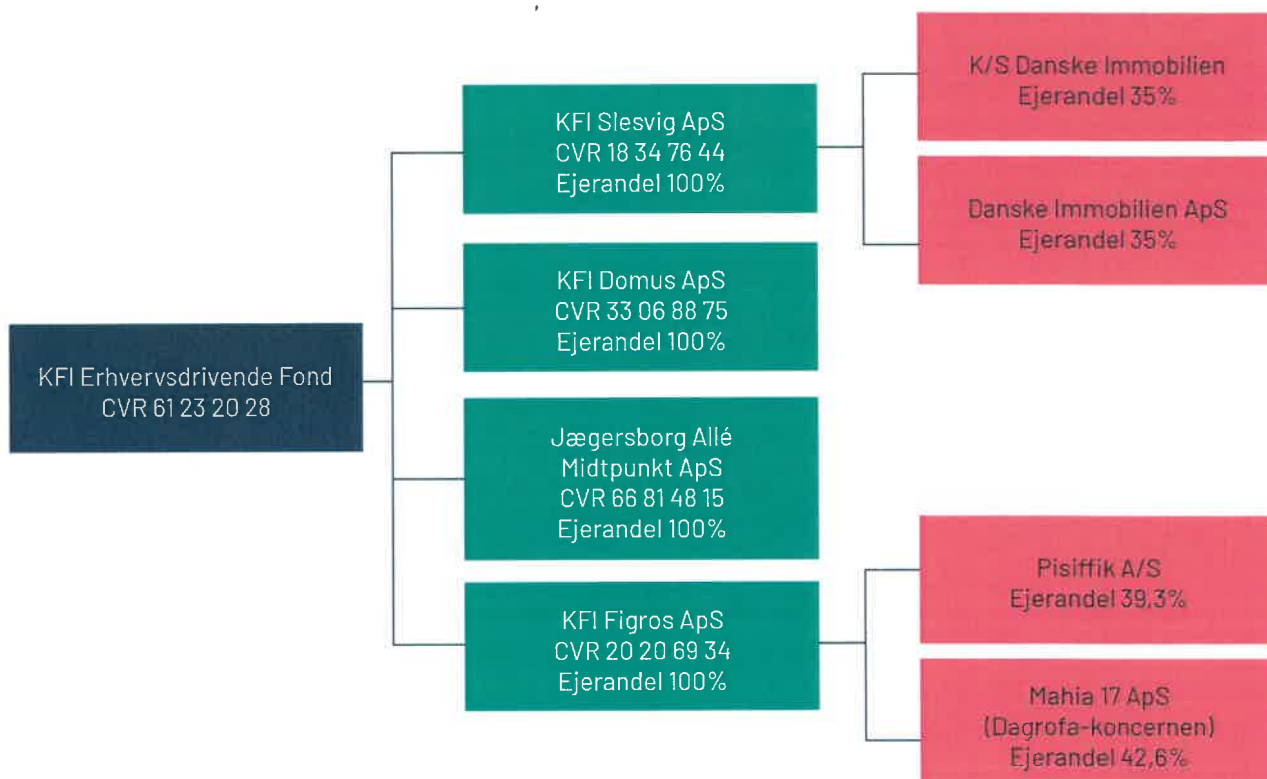 KFI Erhvervsdrivende Fond
CVR 61 23 20 28
KFI Slesvig ApS
CVR 18 34 76 44
Ejerandel 100%
KFI Domus ApS
CVR 33 06 88 75
Ejerandel 100%
Jægersborg Allé
Midtpunkt ApS
CVR 66 81 48 15
Ejerandel 100%
KFI Figros ApS
CVR 20 20 69 34
Ejerandel 100%
K/S Danske Immobilien
Ejerandel 35%
Danske Immobilien ApS
Ejerandel 35%
Pisiffik A/S
Ejerandel 39,3%
Mahia 17 ApS
(Dagrofa-koncernen)
Ejerandel 42,6%